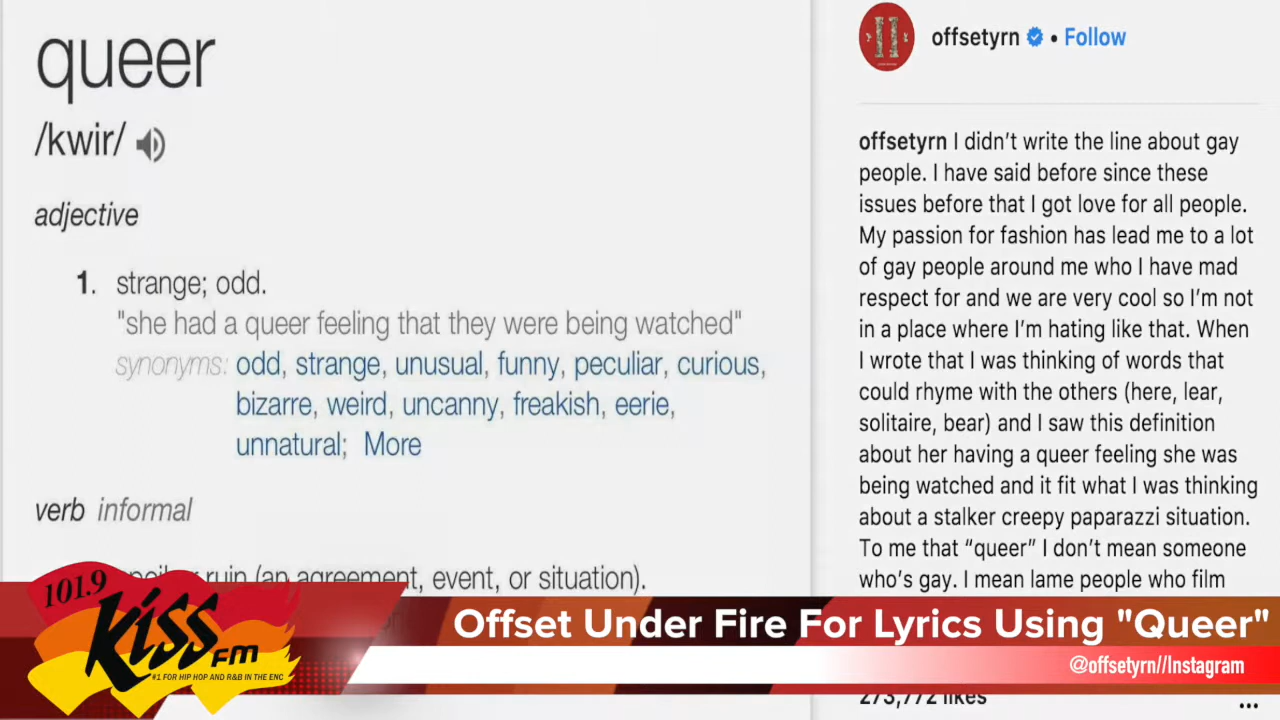 queer
/kwir/
adjective
1. strange; odd.
"she had a queer feeling that they were being watched"
synonyms: odd, strange, unusual, funny, peculiar, curious,
bizarre, weird, uncanny, freakish, eerie,
unnatural; More
verb informal
spoil or ruin (an agreement, event, or situation).
offsetyrn • Follow
offsetyrn I didn’t write the line about gay
people. I have said before since these
issues before that I got love for all people.
My passion for fashion has lead me to a lot
of gay people around me who I have mad
respect for and we are very cool so I’m not
in a place where I’m hating like that. When
I wrote that I was thinking of words that
could rhyme with the others (here, lear,
solitaire, bear) and I saw this definition
about her having a queer feeling she was
being watched and it fit what I was thinking
about a stalker creepy paparazzi situation.
To me that “queer” I don’t mean someone
who’s gay. I mean lame people who film
101.9
KISS
FM
#1 FOR HIP HOP AND R&B IN THE ENC
Offset Under Fire For Lyrics Using "Queer"
@offsetyrn//Instagram
273,772 likes